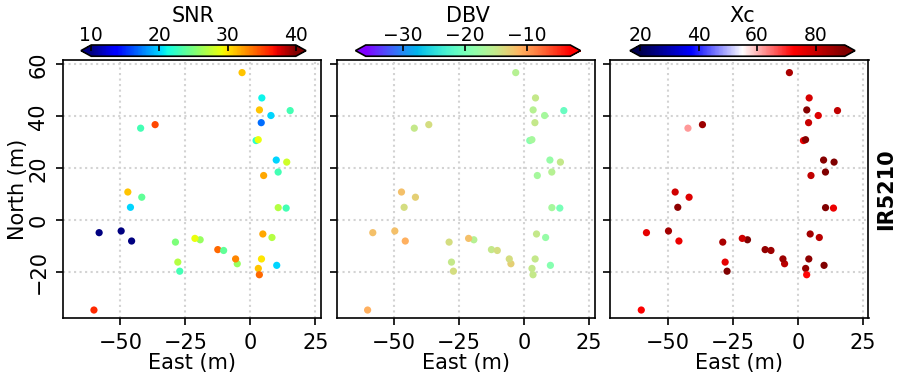 SNR
DBV
Xc
10 20 30 40
−30 −20 −10
20 40 60 80
60
40
20
0
−20
North (m)
−50 −25 0 25
−50 −25 0 25
−50 −25 0 25
East (m)
East (m)
East (m)
IR5210